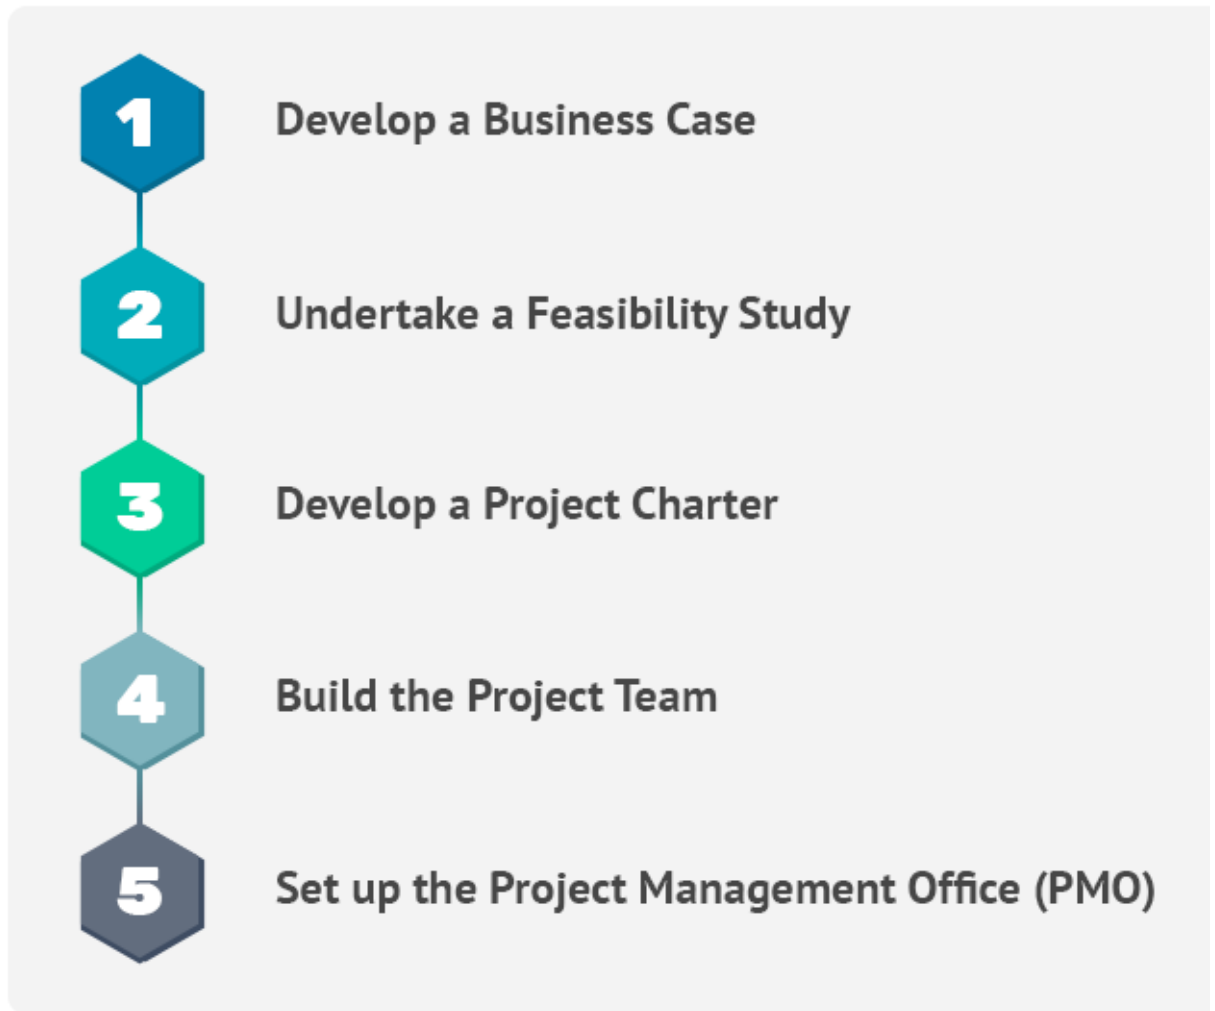 1 Develop a Business Case
2 Undertake a Feasibility Study
3 Develop a Project Charter
4 Build the Project Team
5 Set up the Project Management Office (PMO)